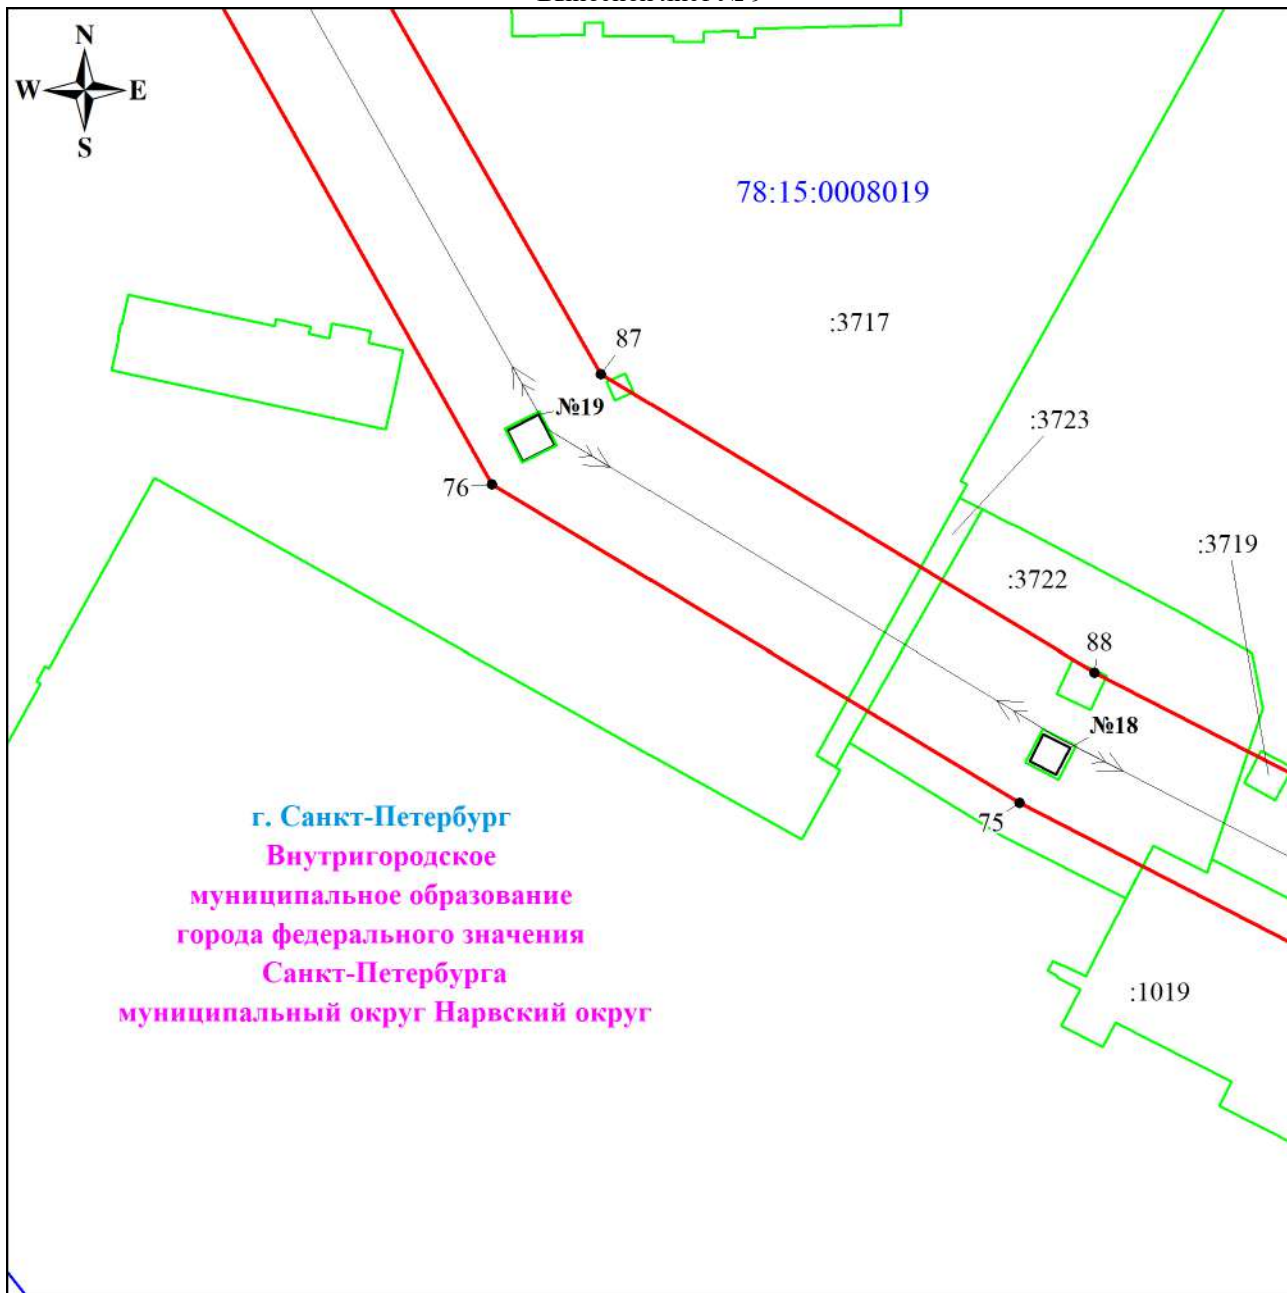 N
W
E
S
78:15:0008019
:3717
87
№19
:3723
76
:3719
:3722
88
№18
75
г. Санкт-Петербург
Внутригородское
муниципальное образование
города федерального значения
Санкт-Петербурга
муниципальный округ Нарвский округ
:1019